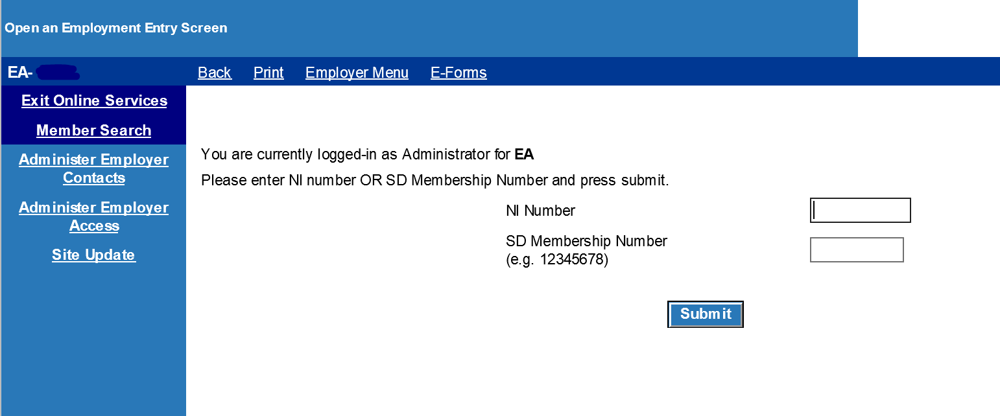 Open an Employment Entry Screen
EA-
Back Print Employer Menu E-Forms
Exit Online Services
Member Search
Administer Employer
Contacts
Administer Employer
Access
Site Update
You are currently logged-in as Administrator for EA
Please enter NI number OR SD Membership Number and press submit.
NI Number
SD Membership Number
(e.g. 12345678)
Submit